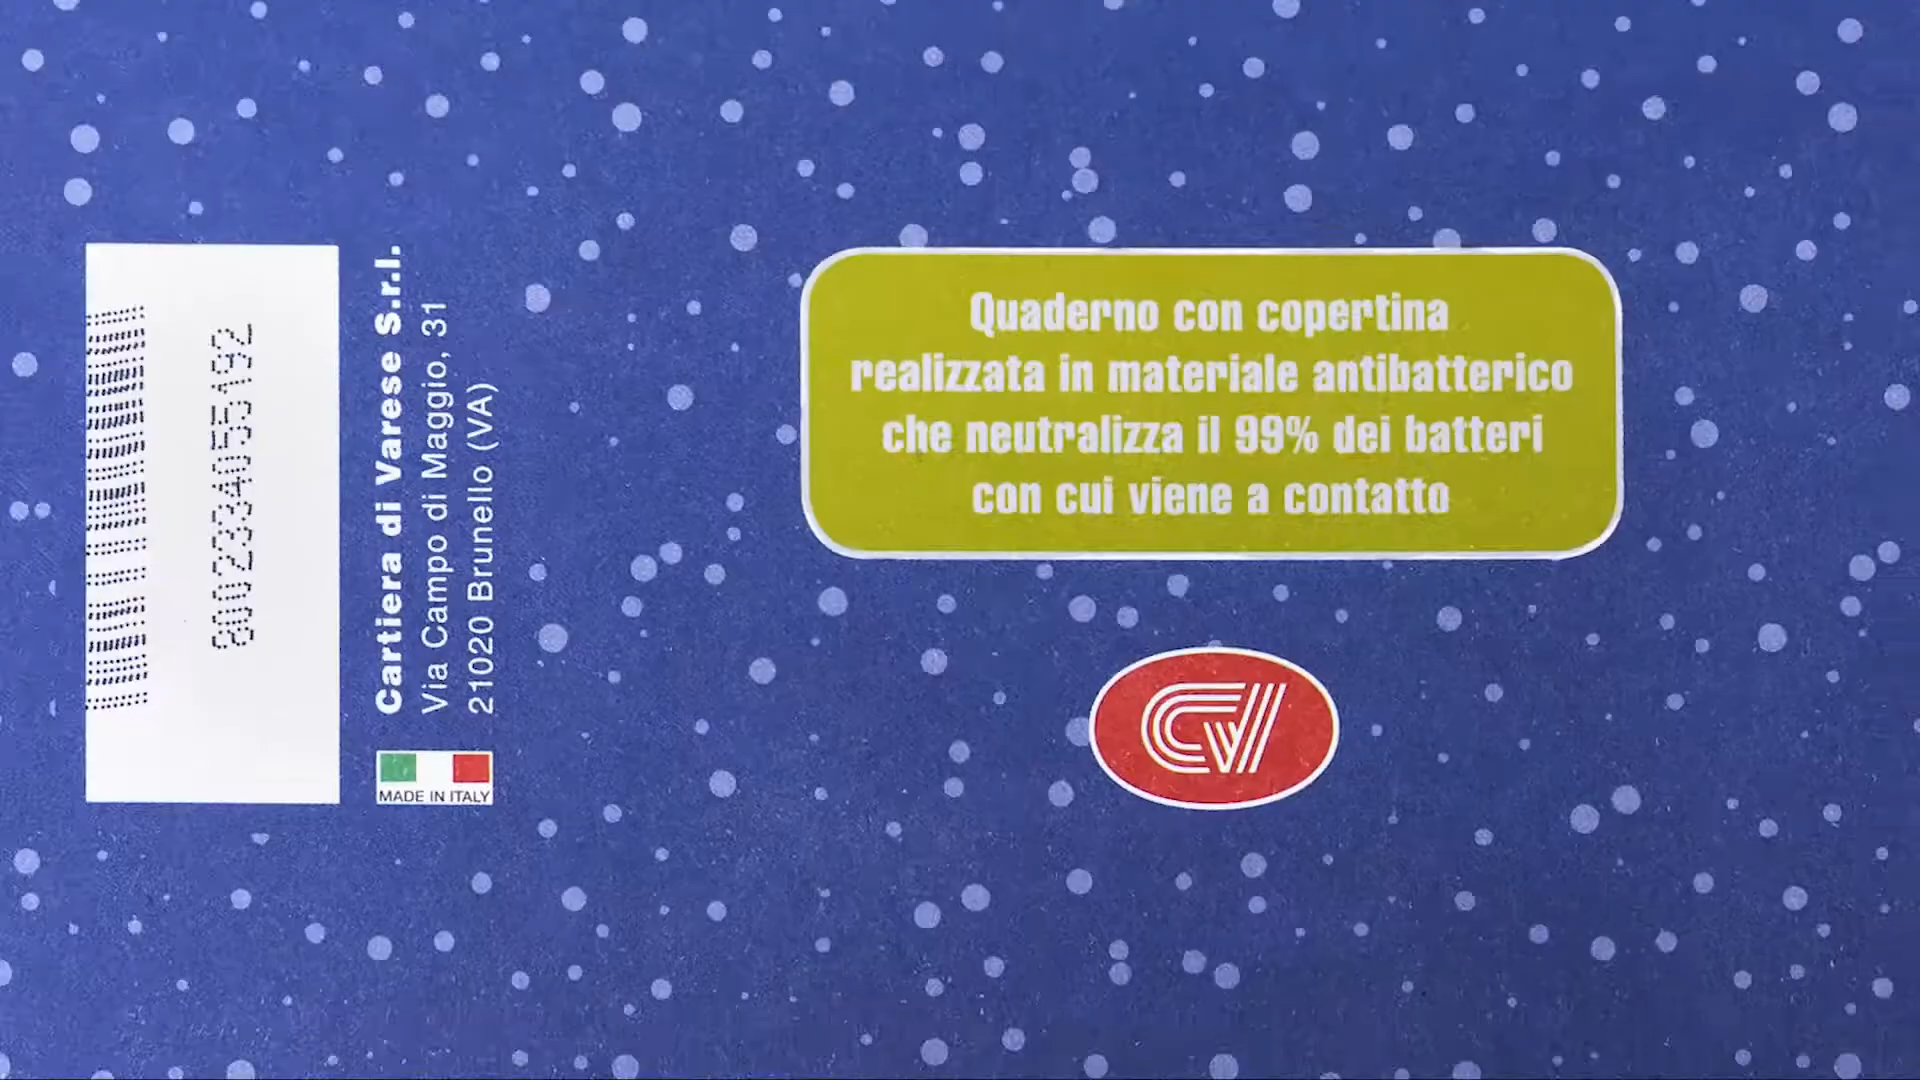 8002334055192
Cartiera di Varese S.r.l.
Via Campo di Maggio, 31
21020 Brunello (VA)
MADE IN ITALY
Quaderno con copertina
realizzata in materiale antibatterico
che neutralizza il 99% dei batteri
con cui viene a contatto
CV